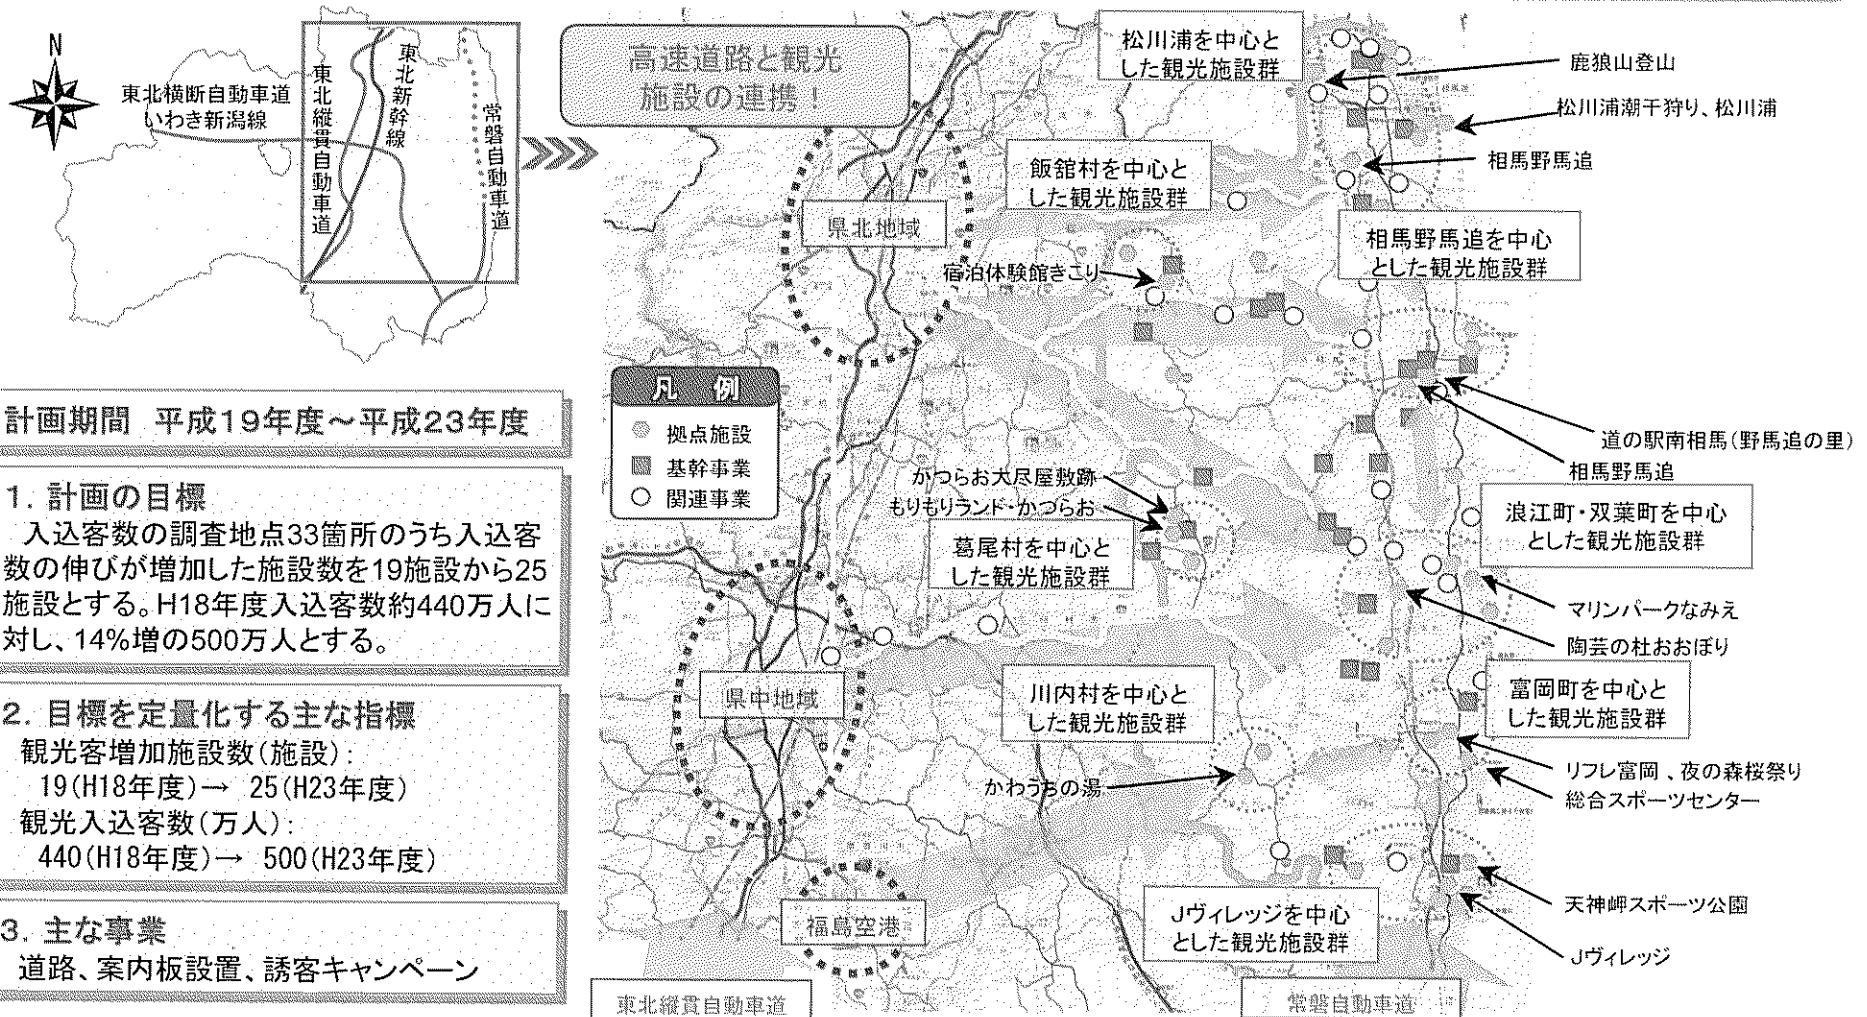 N
東北横断自動車道
いわき新潟線
東北縦貫自動車道
東北新幹線
常磐自動車道
高速道路と観光
施設の連携！
計画期間 平成19年度～平成23年度
1. 計画の目標
入込客数の調査地点33箇所のうち入込客
数の伸びが増加した施設数を19施設から25
施設とする。H18年度入込客数約440万人に
対し、14%増の500万人とする。
2. 目標を定量化する主な指標
観光客増加施設数(施設)：
19(H18年度)→ 25(H23年度)
観光入込客数(万人)：
440(H18年度)→ 500(H23年度)
3. 主な事業
道路、案内板設置、誘客キャンペーン
凡 例
拠点施設
基幹事業
関連事業
松川浦を中心と
した観光施設群
鹿狼山登山
松川浦潮干狩り、松川浦
相馬野馬追
飯舘村を中心と
した観光施設群
県北地域
相馬野馬追を中心
とした観光施設群
宿泊体験館きこり
道の駅南相馬(野馬追の里)
相馬野馬追
かつらお大尽屋敷跡
もりもりランド・かつらお
葛尾村を中心と
した観光施設群
浪江町・双葉町を中心
とした観光施設群
マリンパークなみえ
陶芸の杜おおぼり
県中地域
川内村を中心と
した観光施設群
富岡町を中心と
した観光施設群
かわうちの湯
リフレ富岡 、夜の森桜祭り
総合スポーツセンター
福島空港
Jヴィレッジを中心
とした観光施設群
天神岬スポーツ公園
Jヴィレッジ
東北縦貫自動車道
常磐自動車道